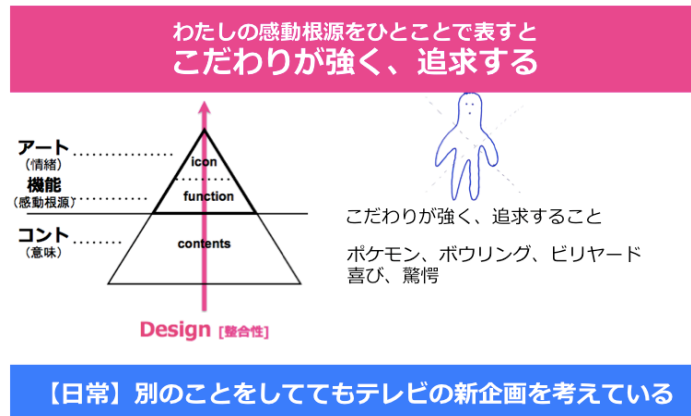 わたしの感動根源をひとことで表すと
こだわりが強く、追求する
アート
(情緒)
機能
(感動根源)
コント
(意味)
icon
function
contents
Design [整合性]
こだわりが強く、追求すること
ポケモン、ボウリング、ビリヤード
喜び、驚愕
【日常】別のことをしててもテレビの新企画を考えている